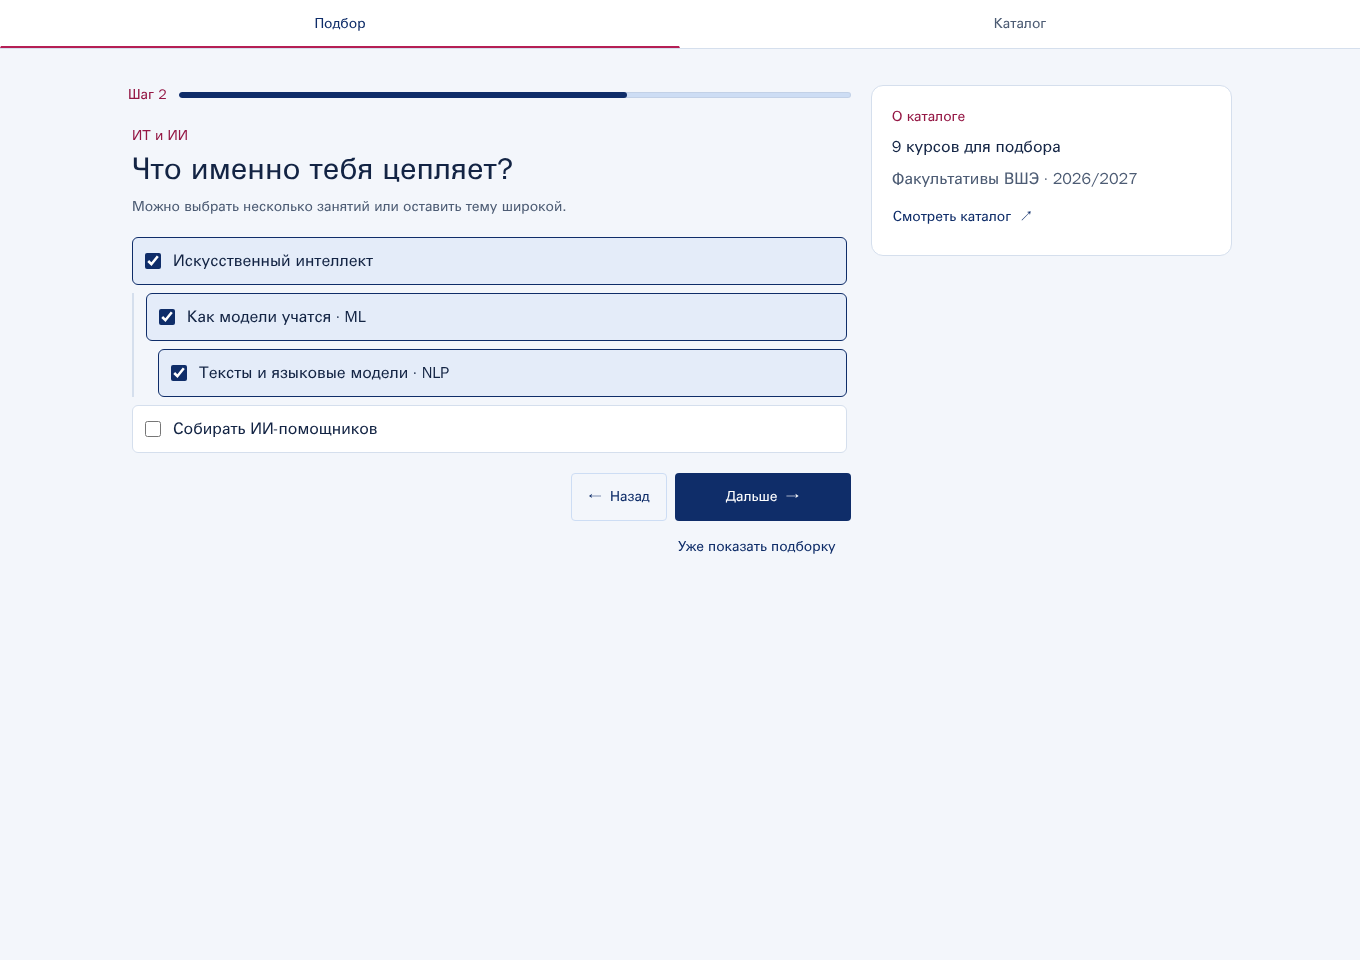 Подбор
Каталог
Шаг 2
ИТ и ИИ
Что именно тебя цепляет?
Можно выбрать несколько занятий или оставить тему широкой.
Искусственный интеллект
Как модели учатся · ML
Тексты и языковые модели · NLP
Собирать ИИ-помощников
← Назад
Дальше →
Уже показать подборку
О каталоге
9 курсов для подбора
Факультативы ВШЭ · 2026/2027
Смотреть каталог ↗